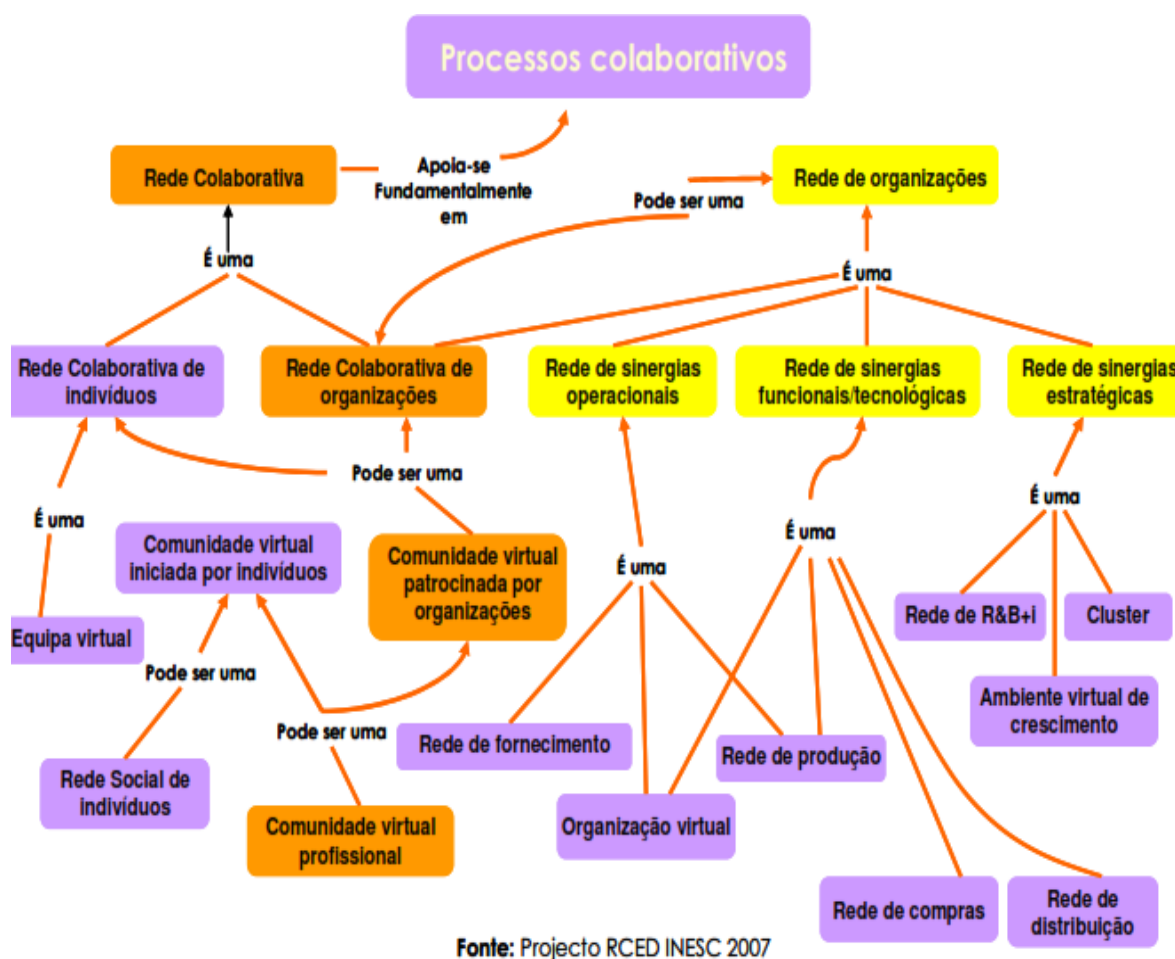 Processos colaborativos
Rede Colaborativa
Apoia-se
Fundamentalmente
em
Pode ser uma
Rede de organizações
É uma
É uma
Rede Colaborativa de
indivíduos
Rede Colaborativa de
organizações
Rede de sinergias
operacionais
Rede de sinergias
funcionais/tecnológicas
Rede de sinergias
estratégicas
Pode ser uma
É uma
É uma
É uma
Comunidade virtual
iniciada por indivíduos
Comunidade virtual
patrocinada por
organizações
É uma
Equipa virtual
Pode ser uma
Rede de R&B+i
Cluster
Ambiente virtual de
crescimento
Pode ser uma
Rede de fornecimento
Rede de produção
Rede Social de
indivíduos
Comunidade virtual
profissional
Organização virtual
Rede de compras
Rede de
distribuição
Fonte: Projecto RCED INESC 2007